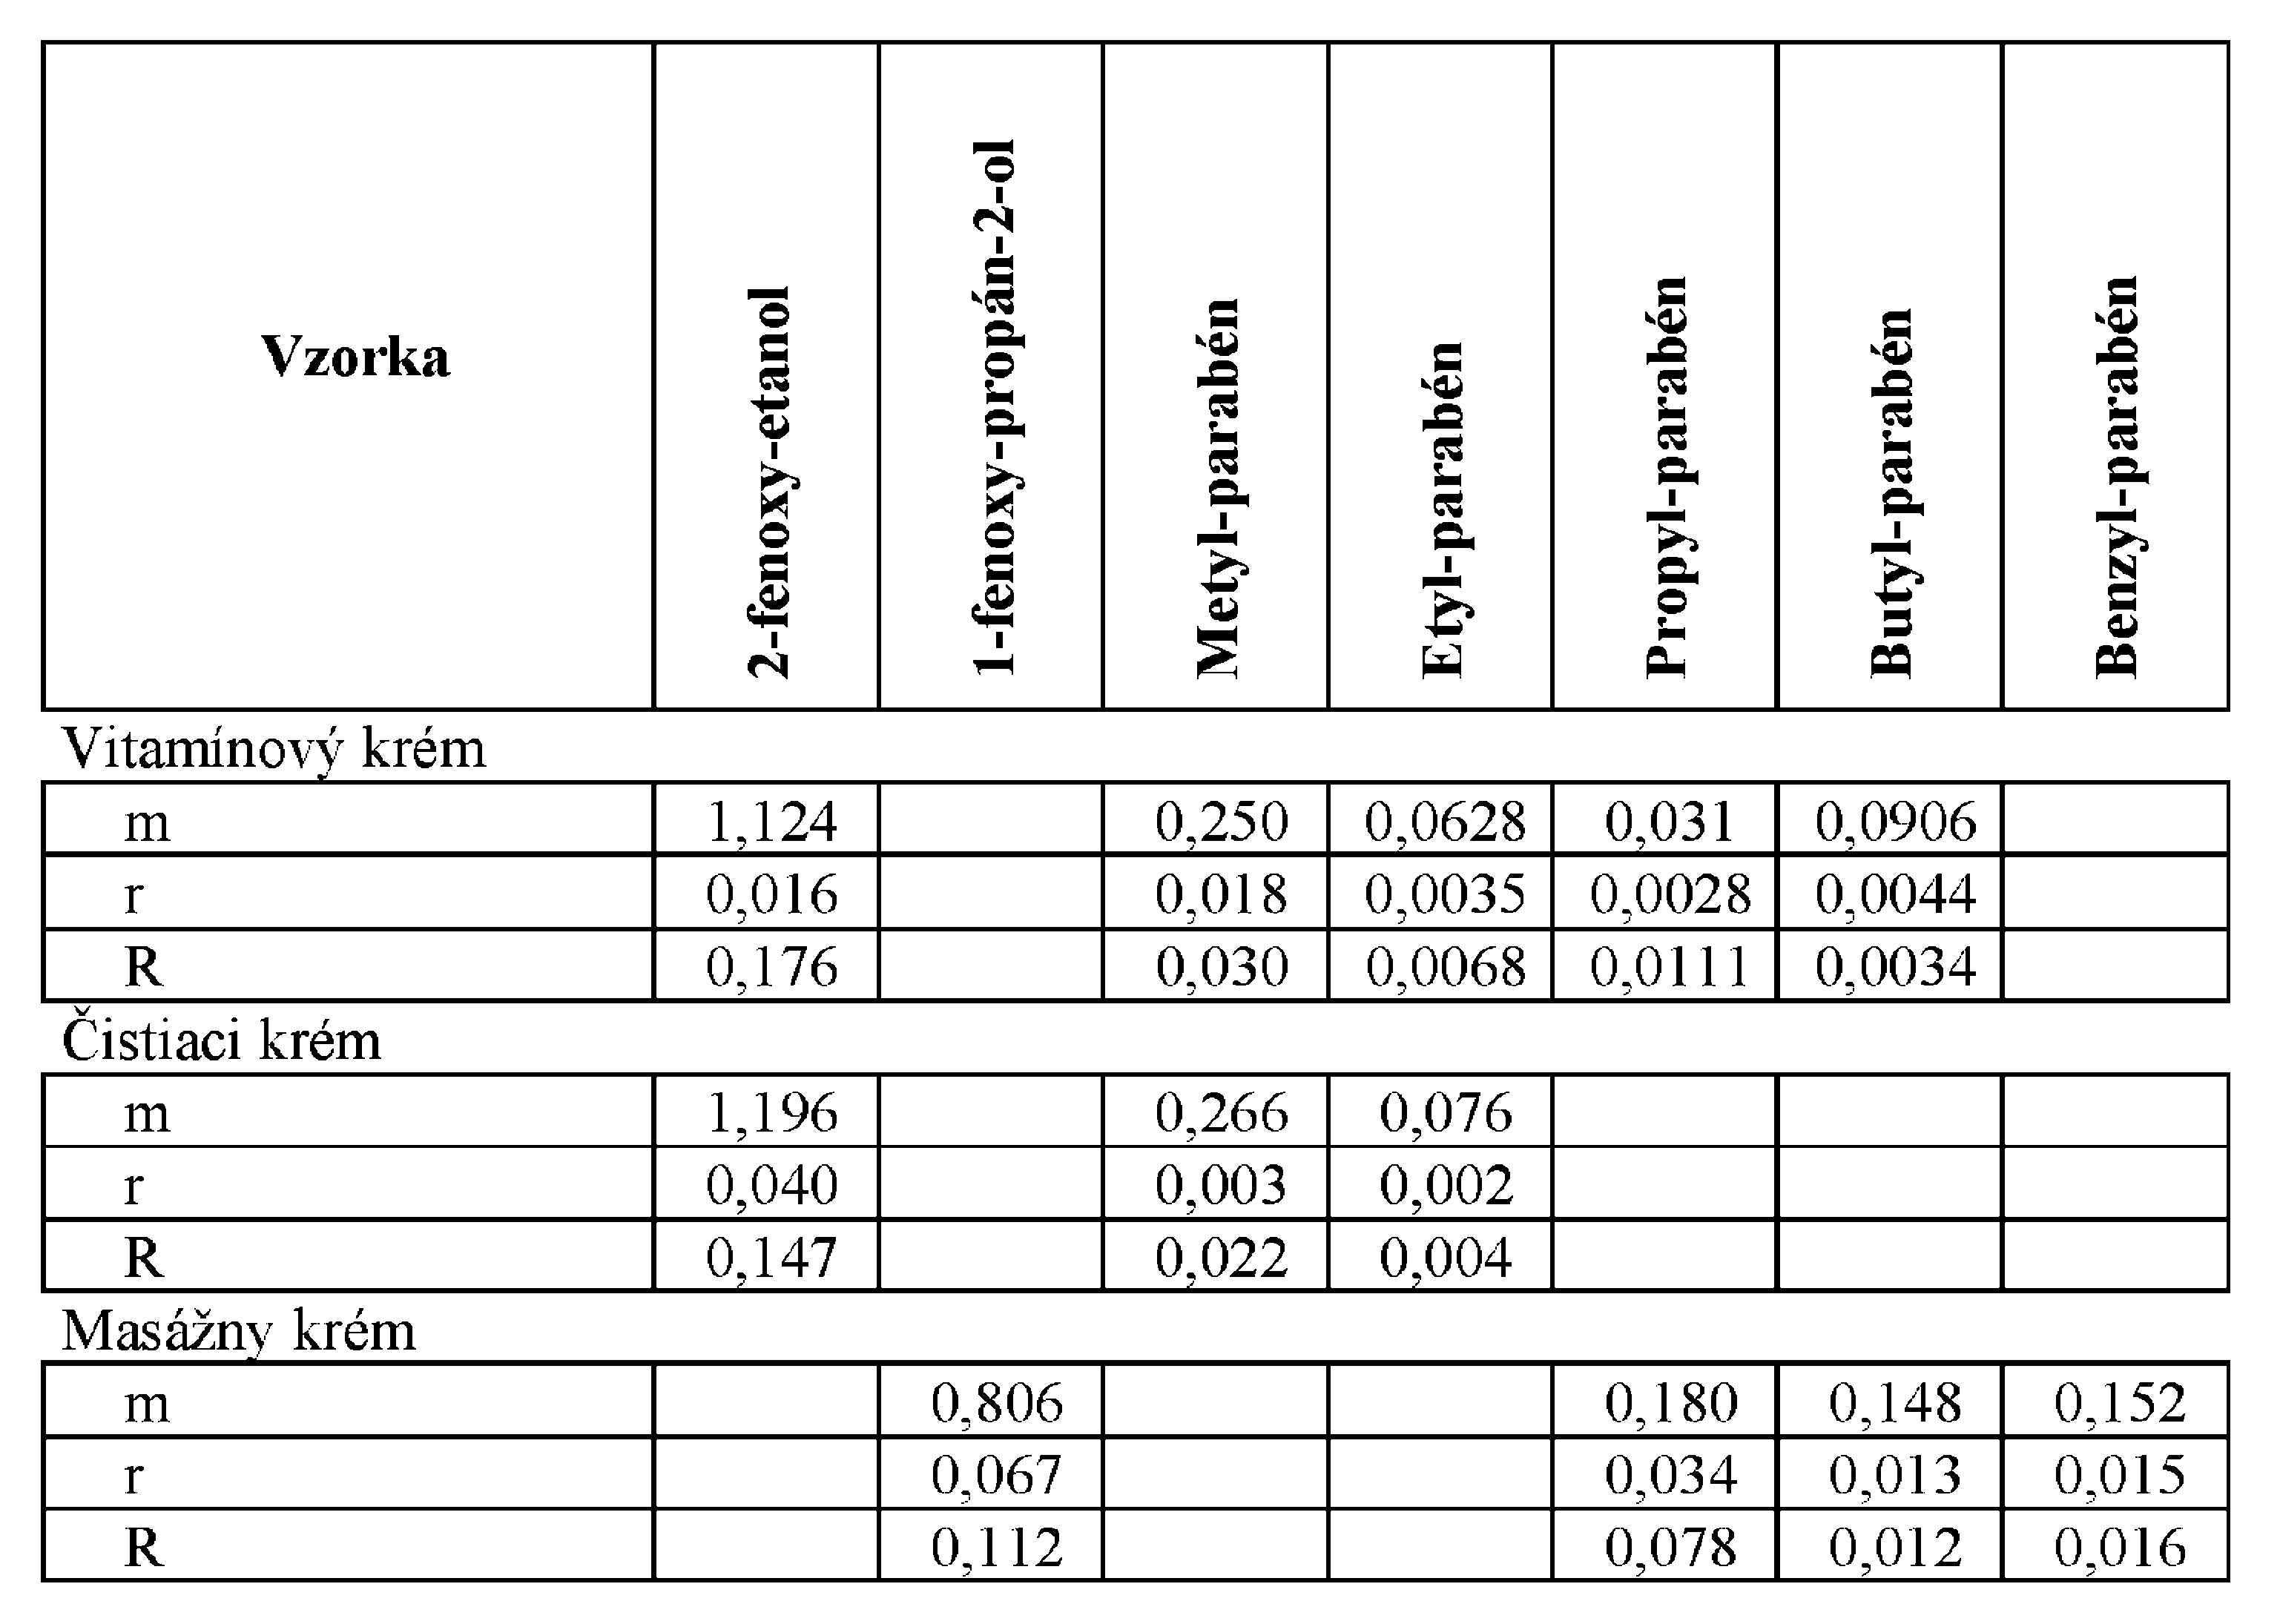 Vzorka 2-fenoxy-etanol 1-fenoxy-propán-2-ol Metyl-parabén Etyl-parabén Propyl-parabén Butyl-parabén Benzyl-parabén
Vitamínový krém
m 1,124 0,250 0,0628 0,031 0,0906
r 0,016 0,018 0,0035 0,0028 0,0044
R 0,176 0,030 0,0068 0,0111 0,0034
Čistiaci krém
m 1,196 0,266 0,076
r 0,040 0,003 0,002
R 0,147 0,022 0,004
Masážny krém
m 0,806 0,180 0,148 0,152
r 0,067 0,034 0,013 0,015
R 0,112 0,078 0,012 0,016